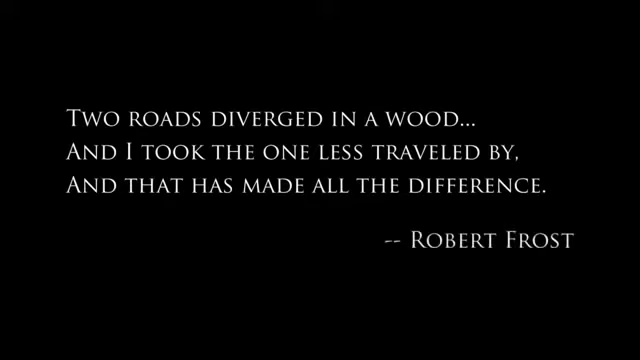 Two roads diverged in a wood...
And I took the one less traveled by,
And that has made all the difference.
-- Robert Frost